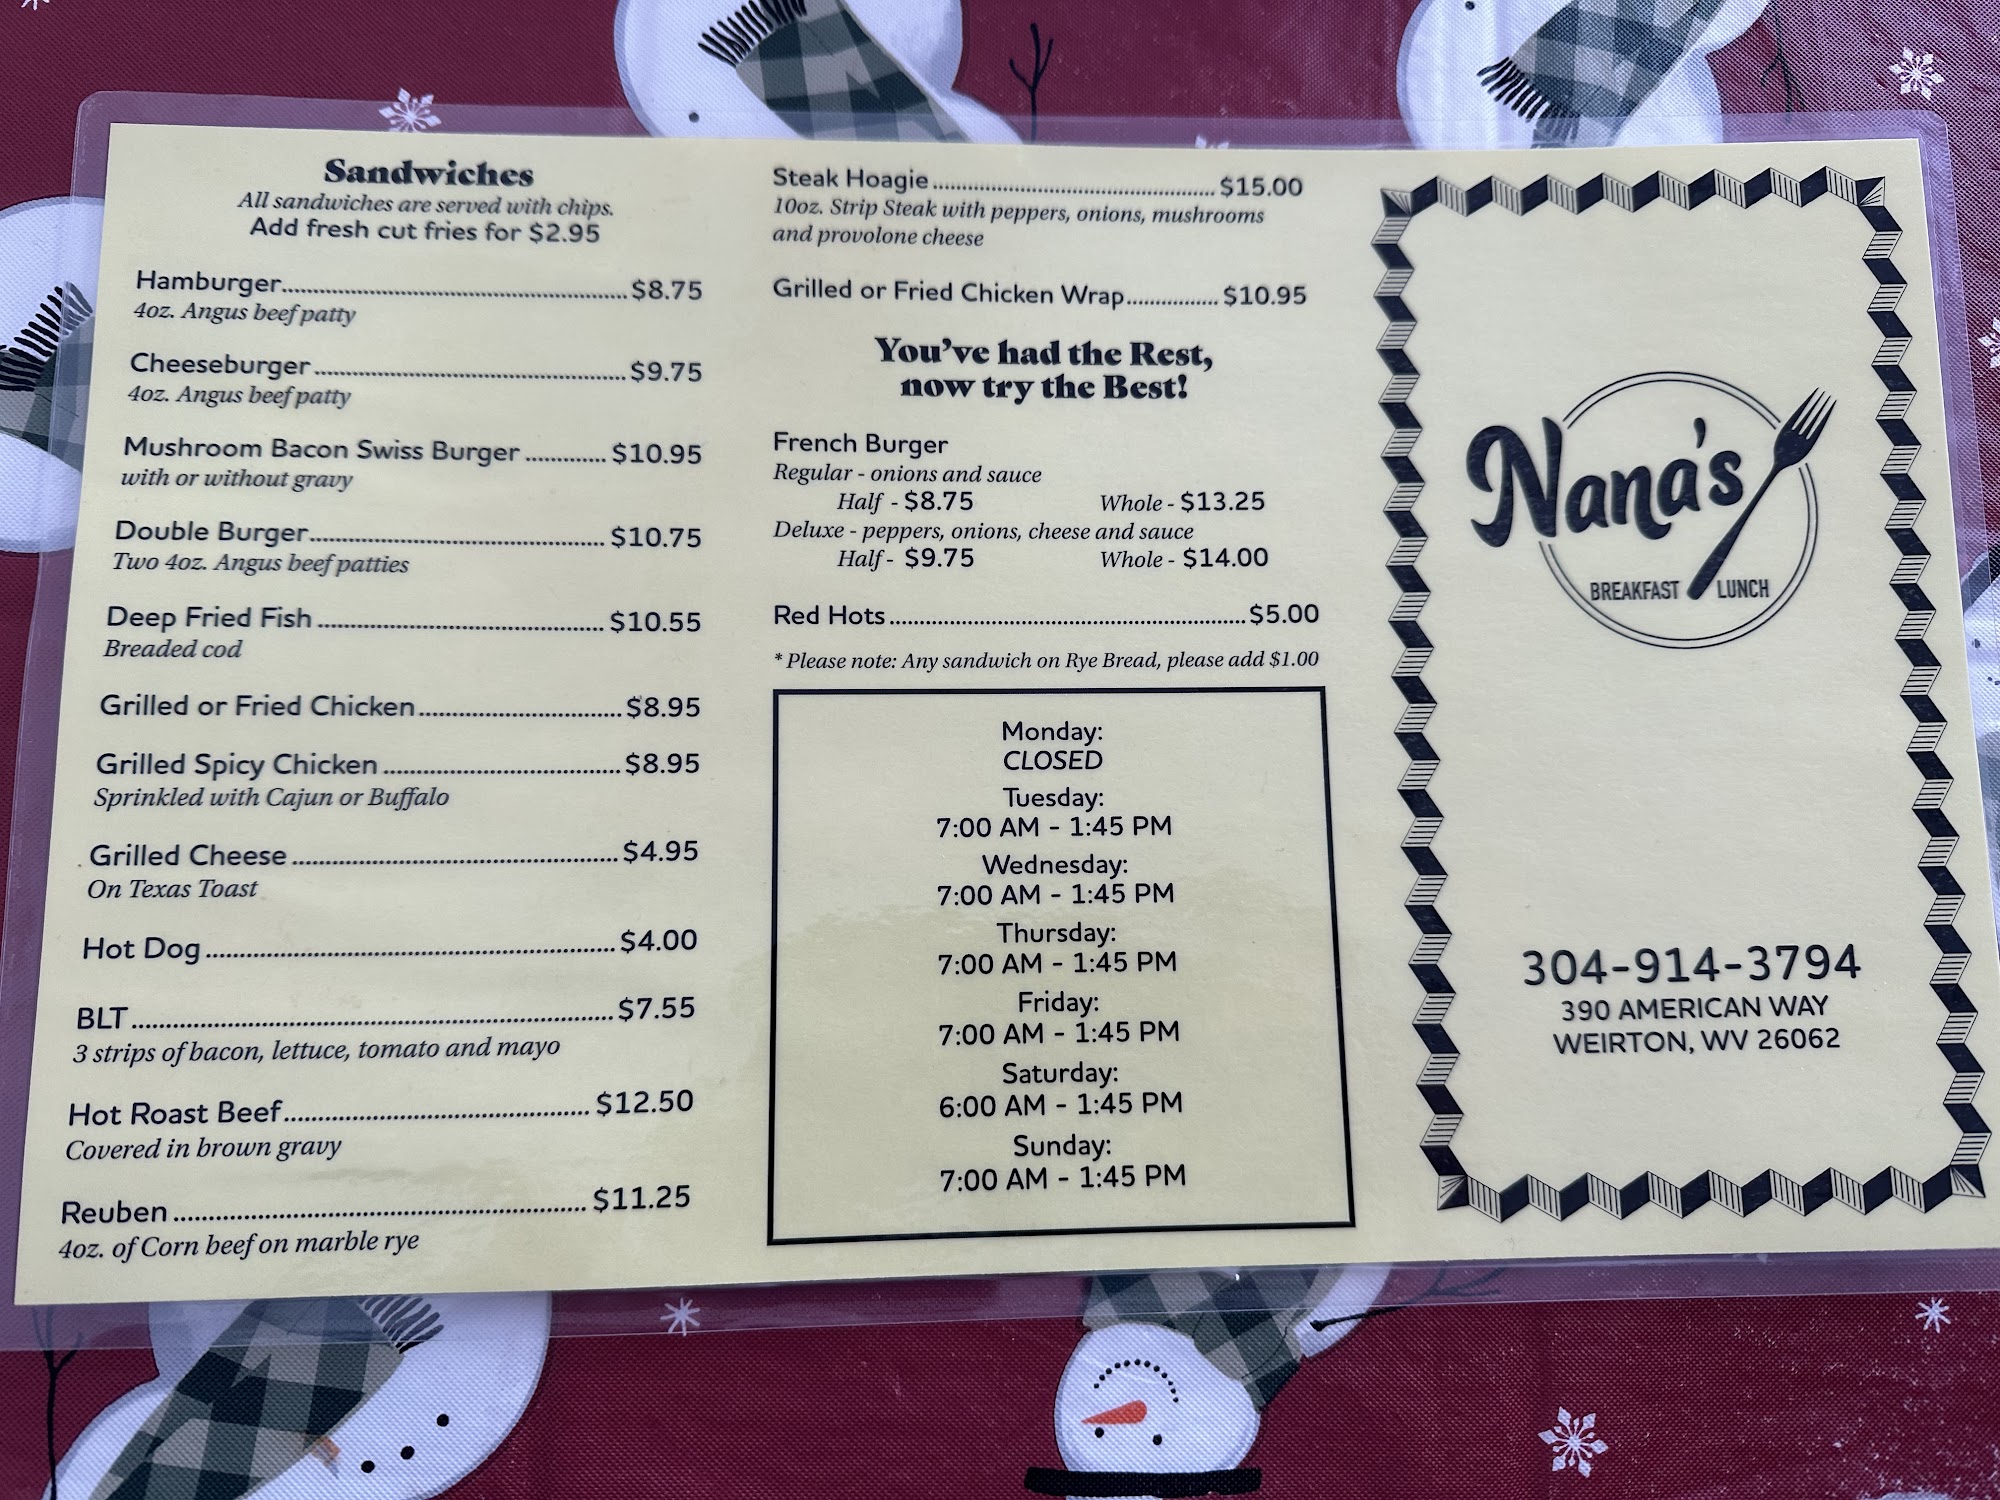 Sandwiches
All sandwiches are served with chips.
Add fresh cut fries for $2.95
Hamburger.......................................... $8.75
4oz. Angus beef patty
Cheeseburger...................................... $9.75
4oz. Angus beef patty
Mushroom Bacon Swiss Burger ............. $10.95
with or without gravy
Double Burger..................................... $10.75
Two 4oz. Angus beef patties
Deep Fried Fish ................................... $10.55
Breaded cod
Grilled or Fried Chicken......................... $8.95
Grilled Spicy Chicken ............................. $8.95
Sprinkled with Cajun or Buffalo
Grilled Cheese ....................................... $4.95
On Texas Toast
Hot Dog ................................................. $4.00
BLT ......................................................... $7.55
3 strips of bacon, lettuce, tomato and mayo
Hot Roast Beef..................................... $12.50
Covered in brown gravy
Reuben .................................................. $11.25
4oz. of Corn beef on marble rye
Steak Hoagie .................................... $15.00
10oz. Strip Steak with peppers, onions, mushrooms
and provolone cheese
Grilled or Fried Chicken Wrap................ $10.95
You've had the Rest,
now try the Best!
French Burger
Regular - onions and sauce
Half - $8.75 Whole - $13.25
Deluxe - peppers, onions, cheese and sauce
Half - $9.75 Whole - $14.00
Red Hots ............................................... $5.00
* Please note: Any sandwich on Rye Bread, please add $1.00
Monday:
CLOSED
Tuesday:
7:00 AM - 1:45 PM
Wednesday:
7:00 AM - 1:45 PM
Thursday:
7:00 AM - 1:45 PM
Friday:
7:00 AM - 1:45 PM
Saturday:
6:00 AM - 1:45 PM
Sunday:
7:00 AM - 1:45 PM
Nana's
BREAKFAST LUNCH
304-914-3794
390 AMERICAN WAY
WEIRTON, WV 26062